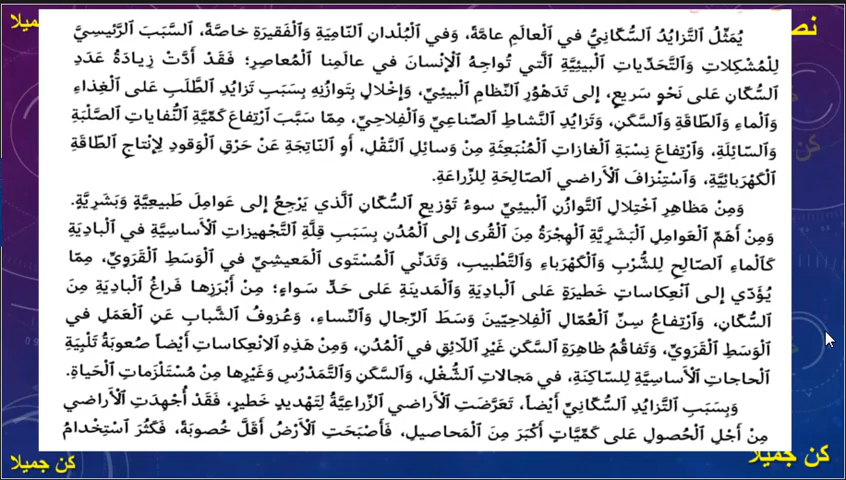 كن جميلا
نص
يُمَثِّلُ ٱلتَّزايُدُ ٱلسُّكّانِيُّ في ٱلْعالَمِ عامَّةً، وَفي ٱلْبُلْدانِ ٱلنّامِيَةِ وَٱلْفَقيرَةِ خاصَّةً، ٱلسَّبَبَ ٱلرَّئيسِيَّ
لِلْمُشْكِلاتِ وَٱلتَّحَدِّياتِ ٱلْبيئِيَّةِ ٱلَّتي تُواجِهُ ٱلْإِنْسانَ في عالَمِنا ٱلْمُعاصِرِ؛ فَقَدْ أَدَّتْ زِيادَةُ عَدَدِ
ٱلسُّكّانِ عَلى نَحْوٍ سَريعٍ، إِلى تَدَهْوُرِ ٱلنِّظامِ ٱلْبيئِيِّ، وَإِخْلالٍ بِتَوازُنِهِ بِسَبَبِ تَزايُدِ ٱلطَّلَبِ عَلى ٱلْغِذاءِ
وَٱلْماءِ وَٱلطّاقَةِ وَٱلسَّكَنِ، وَتَزايُدِ ٱلنَّشاطِ ٱلصِّناعِيِّ وَٱلْفِلاحِيِّ، مِمّا سَبَّبَ ٱرْتِفاعَ كَمِّيَّةِ ٱلنُّفاياتِ ٱلصَّلْبَةِ
وَٱلسّائِلَةِ، وَٱرْتِفاعَ نِسْبَةِ ٱلْغازاتِ ٱلْمُنْبَعِثَةِ مِنْ وَسائِلِ ٱلنَّقْلِ، أَوِ ٱلنّاتِجَةِ عَنْ حَرْقِ ٱلْوَقودِ لِإِنْتاجِ ٱلطّاقَةِ
ٱلْكَهْرَبائِيَّةِ، وَٱسْتِنْزافَ ٱلْأَراضي ٱلصّالِحَةِ لِلزِّراعَةِ.
وَمِنْ مَظاهِرِ ٱخْتِلالِ ٱلتَّوازُنِ ٱلْبيئِيِّ سوءُ تَوْزيعِ ٱلسُّكّانِ ٱلَّذي يَرْجِعُ إِلى عَوامِلَ طَبيعِيَّةٍ وَبَشَرِيَّةٍ.
وَمِنْ أَهَمِّ ٱلْعَوامِلِ ٱلْبَشَرِيَّةِ ٱلْهِجْرَةُ مِنَ ٱلْقُرى إِلى ٱلْمُدُنِ بِسَبَبِ قِلَّةِ ٱلتَّجْهيزاتِ ٱلْأَساسِيَّةِ في ٱلْبادِيَةِ
كَٱلْماءِ ٱلصّالِحِ لِلشُّرْبِ وَٱلْكَهْرَباءِ وَٱلتَّطْبيبِ، وَتَدَنّي ٱلْمُسْتَوى ٱلْمَعيشِيِّ في ٱلْوَسَطِ ٱلْقَرَوِيِّ، مِمّا
يُؤَدّي إِلى ٱنْعِكاساتٍ خَطيرَةٍ عَلى ٱلْبادِيَةِ وَٱلْمَدينَةِ عَلى حَدٍّ سَواءٍ؛ مِنْ أَبْرَزِها فَراغُ ٱلْبادِيَةِ مِنَ
ٱلسُّكّانِ، وَٱرْتِفاعُ سِنِّ ٱلْعُمّالِ ٱلْفِلاحِيّينَ وَسَطَ ٱلرِّجالِ وَٱلنِّساءِ، وَعُزوفُ ٱلشَّبابِ عَنِ ٱلْعَمَلِ في
ٱلْوَسَطِ ٱلْقَرَوِيِّ، وَتَفاقُمُ ظاهِرَةِ ٱلسَّكَنِ غَيْرِ ٱللّائِقِ في ٱلْمُدُنِ، وَمِنْ هَذِهِ ٱلِانْعِكاساتِ أَيْضاً صُعوبَةُ تَلْبِيَةِ
ٱلْحاجاتِ ٱلْأَساسِيَّةِ لِلسّاكِنَةِ، في مَجالاتِ ٱلشُّغْلِ، وَٱلسَّكَنِ وَٱلتَّمَدْرُسِ وَغَيْرِها مِنْ مُسْتَلْزَماتِ ٱلْحَياةِ.
وَبِسَبَبِ ٱلتَّزايُدِ ٱلسُّكّانِيِّ أَيْضاً، تَعَرَّضَتِ ٱلْأَراضي ٱلزِّراعِيَّةُ لِتَهْديدٍ خَطيرٍ، فَقَدْ أُجْهِدَتِ ٱلْأَراضي
مِنْ أَجْلِ ٱلْحُصولِ عَلى كَمِّيّاتٍ أَكْبَرَ مِنَ ٱلْمَحاصيلِ، فَأَصْبَحَتِ ٱلْأَرْضُ أَقَلَّ خُصوبَةً، فَكَثُرَ ٱسْتِخْدامُ
كن جميلا
كن جميلا